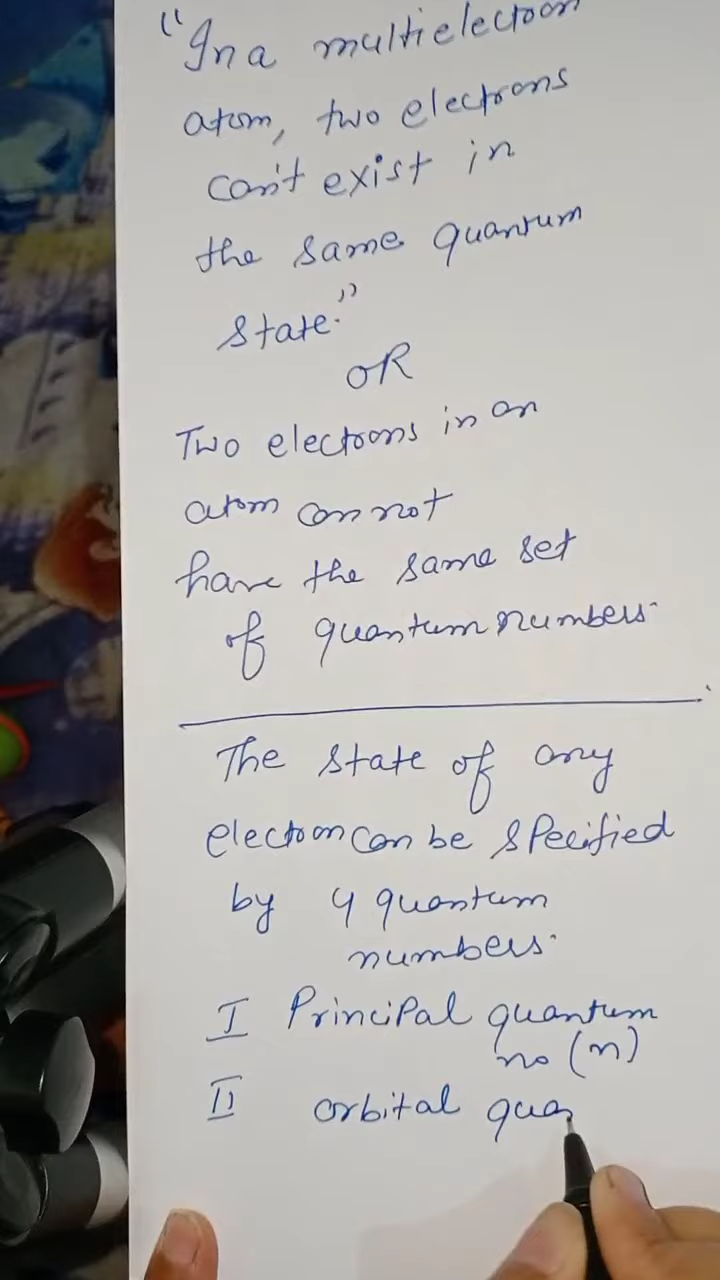 "In a multielectron
atom, two electrons
can't exist in
the same quantum
state."
OR
Two electrons in an
atom cannot
have the same set
of quantum numbers.
The state of any
electron can be specified
by 4 quantum
numbers.
I Principal quantum
no (n)
II orbital qua